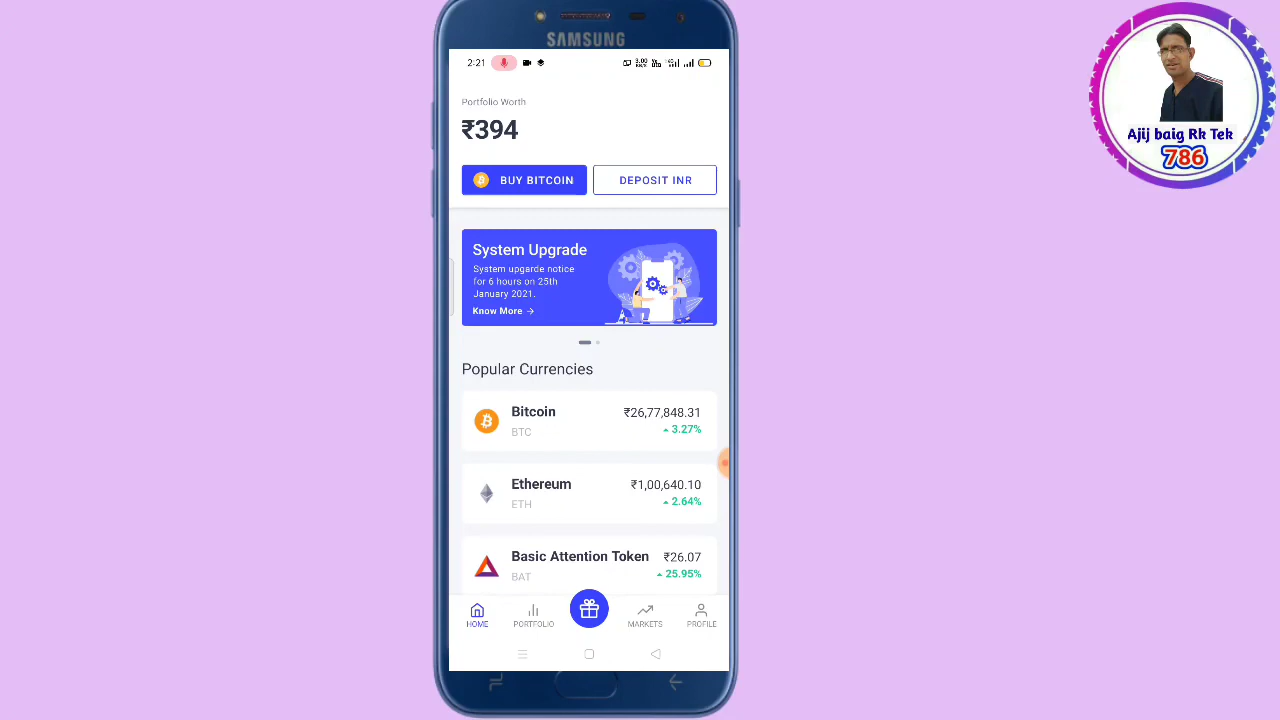 SAMSUNG
2:21
Portfolio Worth
₹394
BUY BITCOIN
DEPOSIT INR
System Upgrade
System upgarde notice
for 6 hours on 25th
January 2021.
Know More →
Popular Currencies
Bitcoin
₹26,77,848.31
BTC
3.27%
Ethereum
₹1,00,640.10
ETH
2.64%
Basic Attention Token
₹26.07
BAT
25.95%
HOME
PORTFOLIO
MARKETS
PROFILE
Ajij baig Rk Tek
786